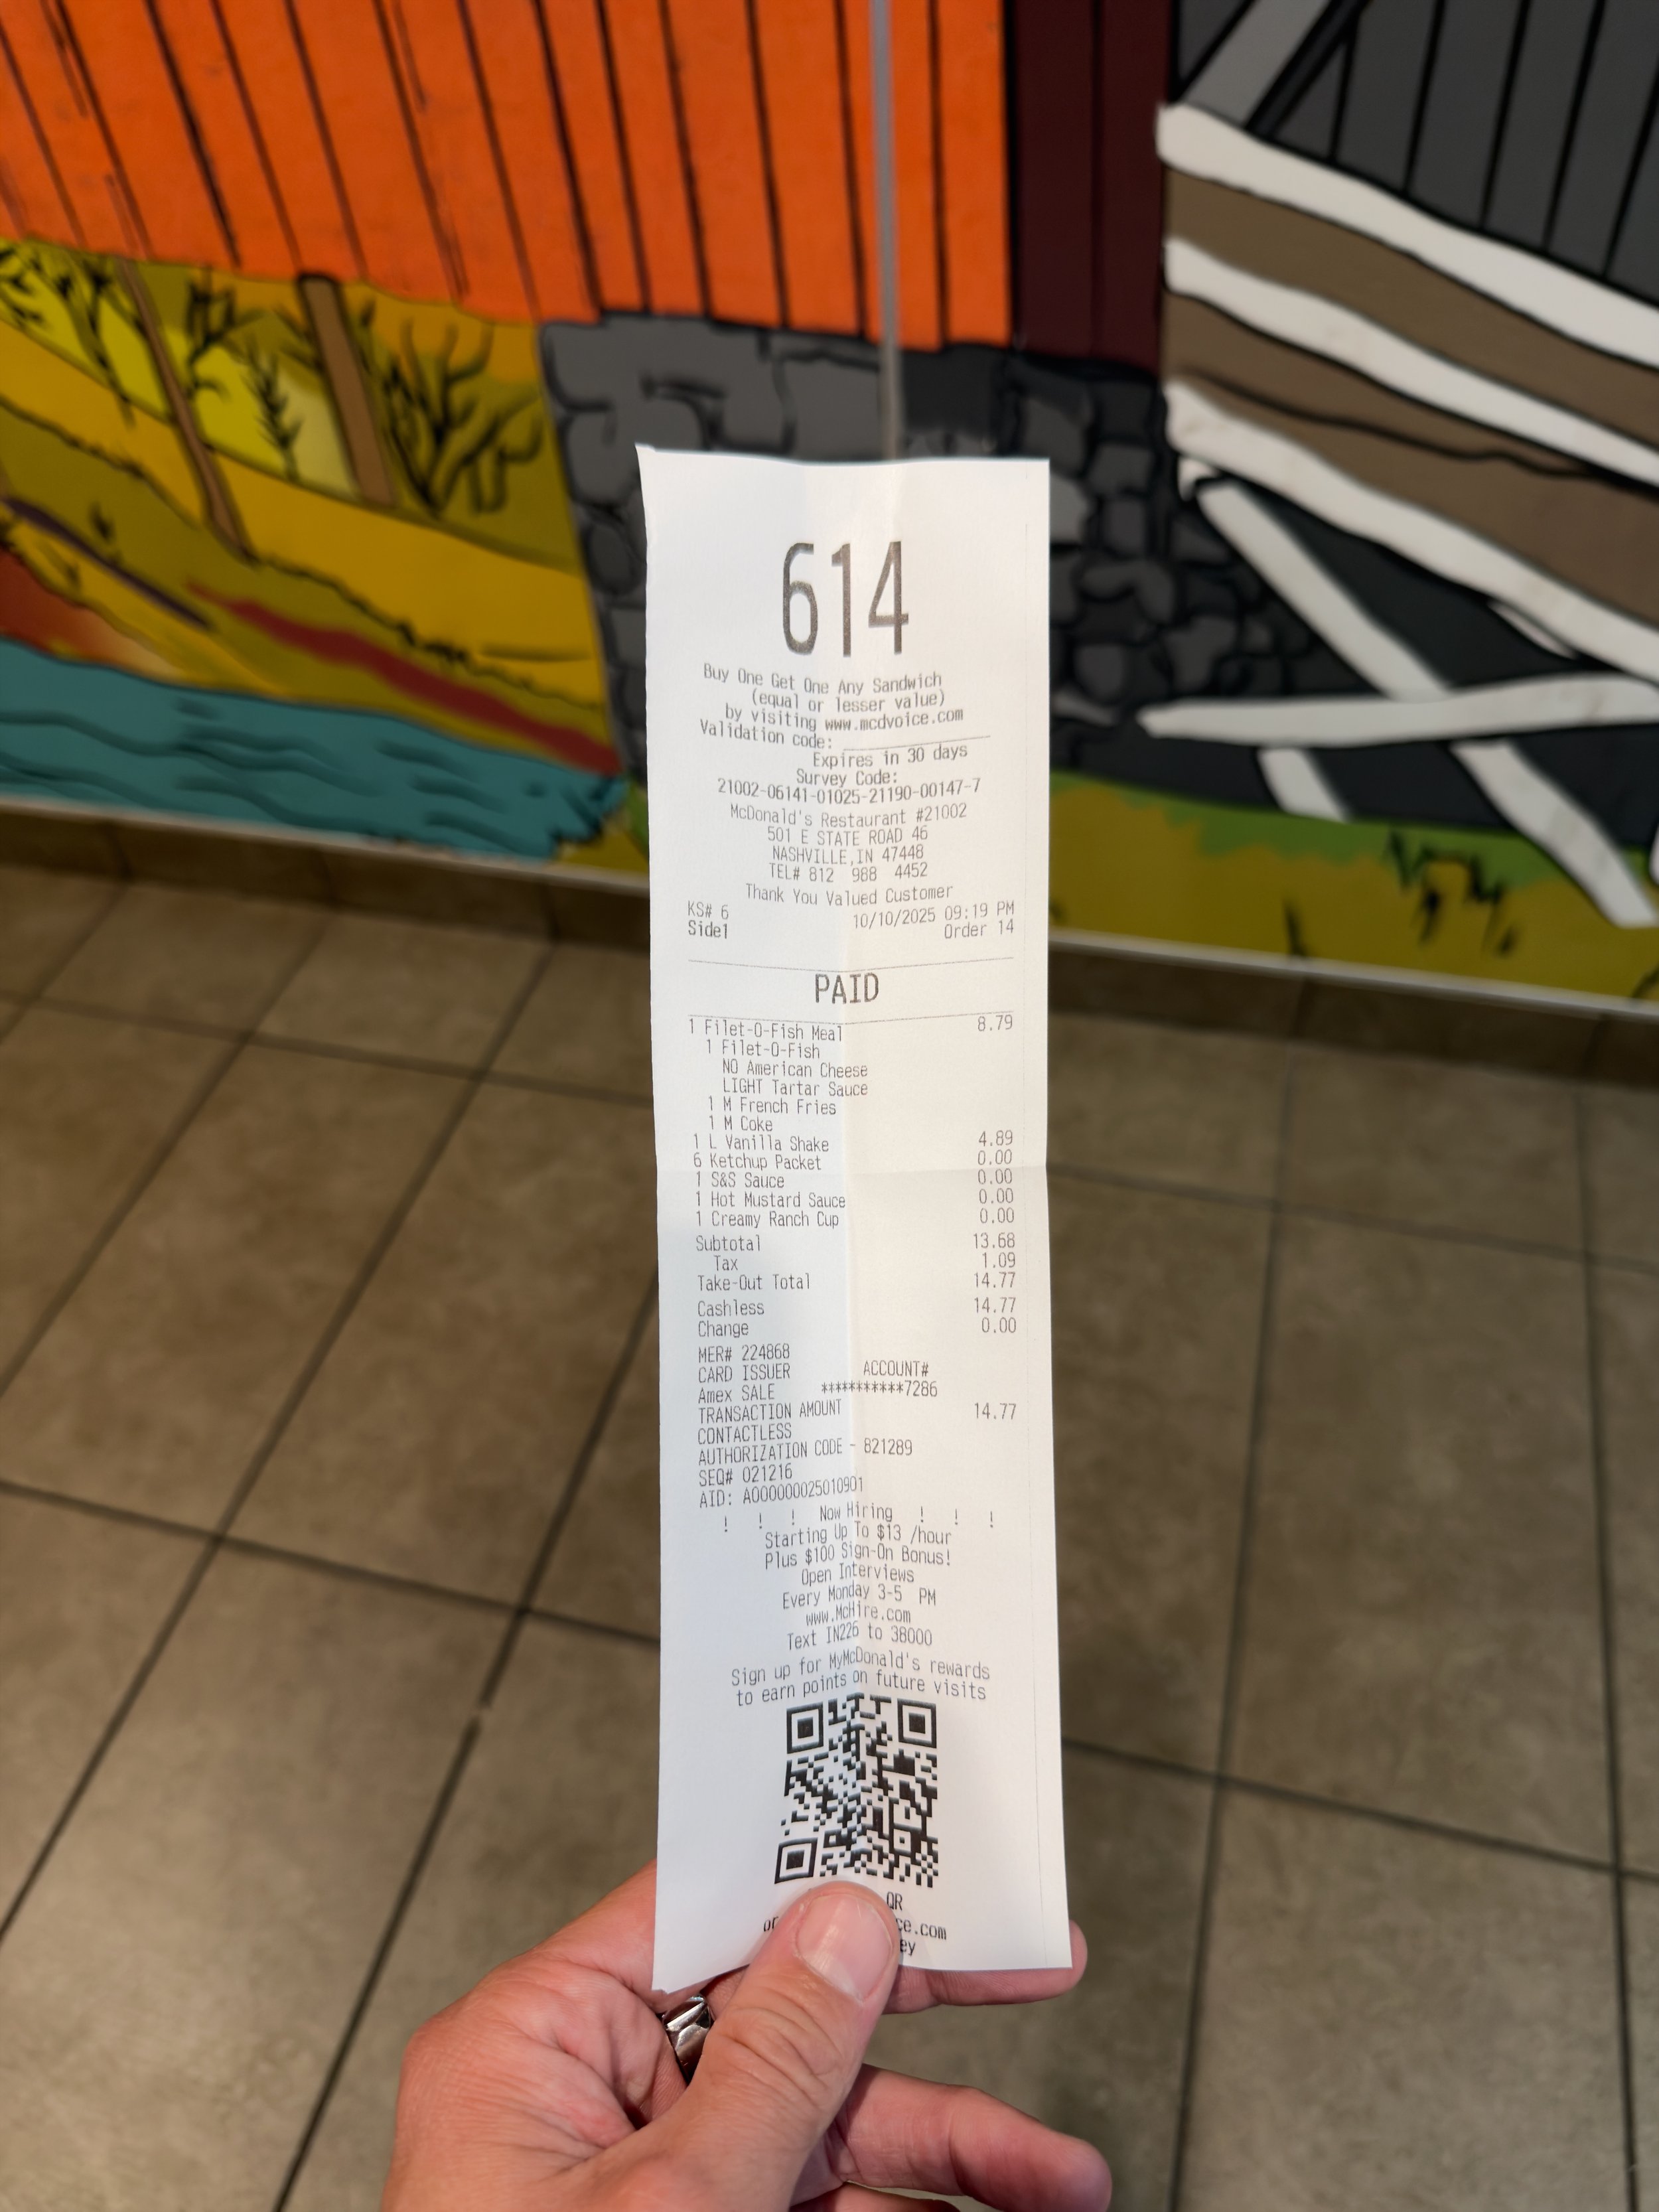 614
Buy One Get One Any Sandwich
(equal or lesser value)
by visiting www.mcdvoice.com
Validation code:
Expires in 30 days
Survey Code:
21002-06141-01025-21190-00147-7
McDonald's Restaurant #21002
501 E STATE ROAD 46
NASHVILLE,IN 47448
TEL# 812 988 4452
Thank You Valued Customer
KS# 6 10/10/2025 09:19 PM
Side1 Order 14
PAID
1 Filet-O-Fish Meal 8.79
1 Filet-O-Fish
NO American Cheese
LIGHT Tartar Sauce
1 M French Fries
1 M Coke
1 L Vanilla Shake 4.89
6 Ketchup Packet 0.00
1 S&S Sauce 0.00
1 Hot Mustard Sauce 0.00
1 Creamy Ranch Cup 0.00
Subtotal 13.68
Tax 1.09
Take-Out Total 14.77
Cashless 14.77
Change 0.00
MER# 224868
CARD ISSUER ACCOUNT#
Amex SALE **********7286
TRANSACTION AMOUNT 14.77
CONTACTLESS
AUTHORIZATION CODE - 821289
SEQ# 021216
AID: A000000025010901
! ! ! Now Hiring ! ! !
Starting Up To $13 /hour
Plus $100 Sign-On Bonus!
Open Interviews
Every Monday 3-5 PM
www.McHire.com
Text IN226 to 38000
Sign up for MyMcDonald's rewards
to earn points on future visits
QR